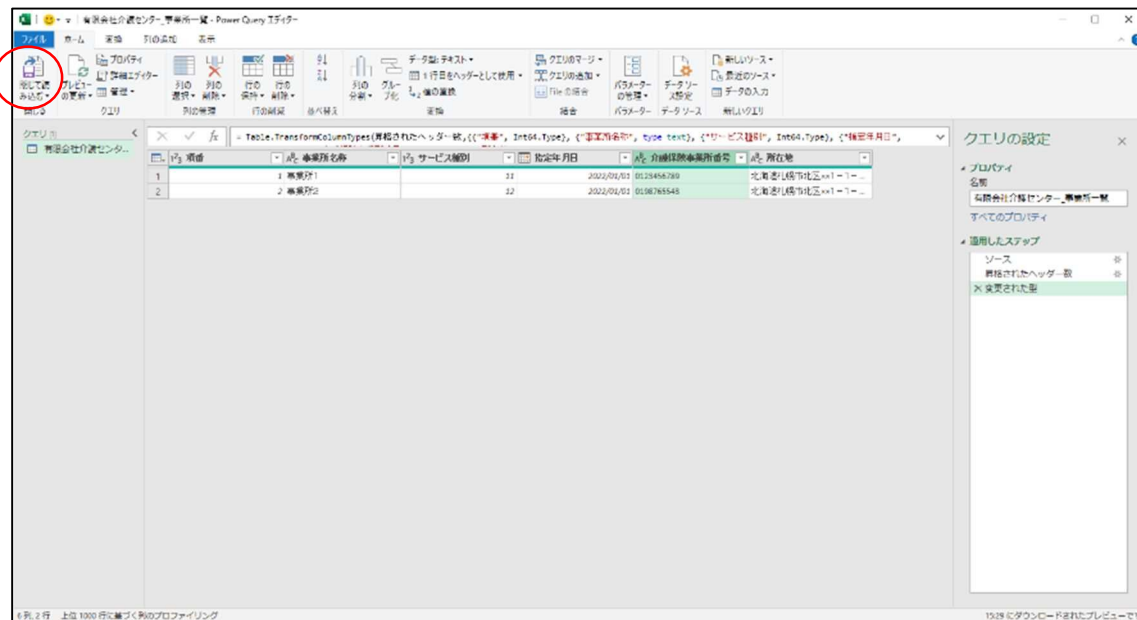 有限会社介護センター_事業所一覧 - Power Query エディター
ファイル ホーム 変換 列の追加 表示
閉じて読み込む
プレビューの更新
プロパティ
詳細エディター
管理
列の選択
列の削除
行の保持
行の削除
列の分割
グループ化
データ型: テキスト
1 行目をヘッダーとして使用
値の置換
クエリのマージ
クエリの追加
File の結合
パラメーターの管理
データ ソース設定
新しいソース
最近のソース
データの入力
閉じる クエリ 列の管理 行の削減 並べ替え 変換 結合 パラメーター データ ソース 新しいクエリ
クエリ [1]
有限会社介護センタ...
= Table.TransformColumnTypes(昇格されたヘッダー数,{{"項番", Int64.Type}, {"事業所名称", type text}, {"サービス種別", Int64.Type}, {"指定年月日",
項番 事業所名称 サービス種別 指定年月日 介護保険事業所番号 所在地
1 1 事業所1 11 2022/01/01 0123456789 北海道札幌市北区××1-1-...
2 2 事業所2 12 2022/01/01 0198765543 北海道札幌市北区××1-1-...
クエリの設定
プロパティ
名前
有限会社介護センター_事業所一覧
すべてのプロパティ
適用したステップ
ソース
昇格されたヘッダー数
変更された型
6 列、2 行 上位 1000 行に基づく列のプロファイリング
15:29 にダウンロードされたプレビューで